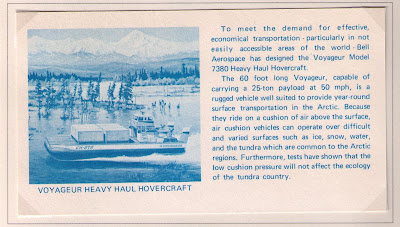 To meet the demand for effective,
economical transportation - particularly in not
easily accessible areas of the world - Bell
Aerospace has designed the Voyageur Model
7380 Heavy Haul Hovercraft.
The 60 foot long Voyageur, capable of
carrying a 25-ton payload at 50 mph, is a
rugged vehicle well suited to provide year-round
surface transportation in the Arctic. Because
they ride on a cushion of air above the surface,
air cushion vehicles can operate over difficult
and varied surfaces such as ice, snow, water,
and the tundra which are common to the Arctic
regions. Furthermore, tests have shown that the
low cushion pressure will not affect the ecology
of the tundra country.
VOYAGEUR HEAVY HAUL HOVERCRAFT